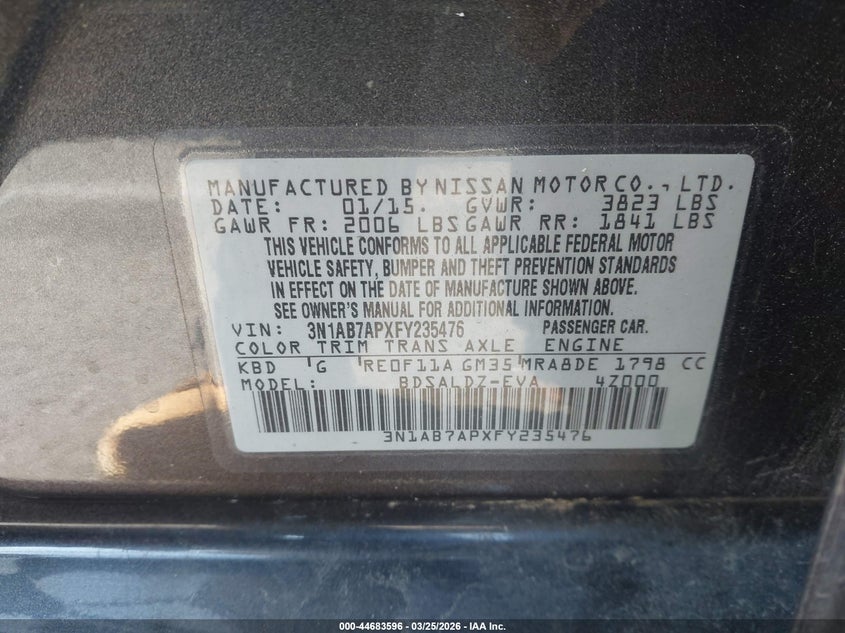 MANUFACTURED BY NISSAN MOTOR CO., LTD.
DATE: 01/15. GVWR: 3823 LBS
GAWR FR: 2006 LBS GAWR RR: 1841 LBS
THIS VEHICLE CONFORMS TO ALL APPLICABLE FEDERAL MOTOR
VEHICLE SAFETY, BUMPER AND THEFT PREVENTION STANDARDS
IN EFFECT ON THE DATE OF MANUFACTURE SHOWN ABOVE.
SEE OWNER'S MANUAL FOR ADDITIONAL INFORMATION.
VIN: 3N1AB7APXFY235476 PASSENGER CAR.
COLOR TRIM TRANS AXLE ENGINE
KBD G RE0F11A GM35 MRA8DE 1798 CC
MODEL: BDSALDZ-EVA 4Z000
3N1AB7APXFY235476
000-44683596 - 03/25/2026 - IAA Inc.